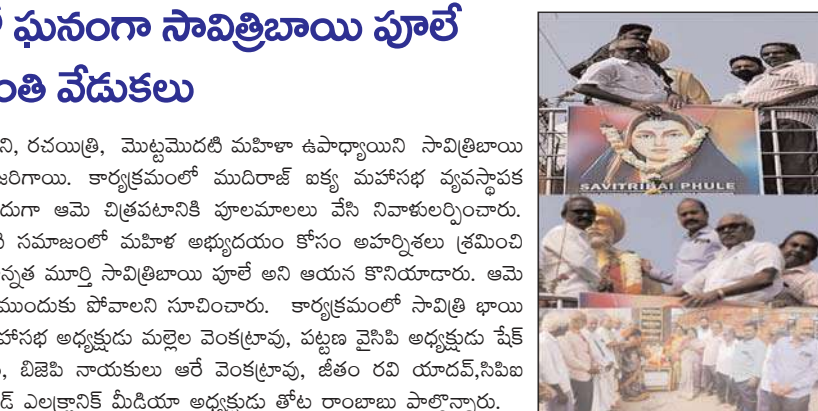 ఘనంగా సావిత్రిబాయి పూలే
వేడుకలు
రచయిత్రి, మొట్టమొదటి మహిళా ఉపాధ్యాయిని సావిత్రిబాయి
జరిగాయి. కార్యక్రమంలో ముదిరాజ్ ఐక్య మహాసభ వ్యవస్థాపక
ఆమె చిత్రపటానికి పూలమాలలు వేసి నివాళులర్పించారు.
సమాజంలో మహిళ అభ్యుదయం కోసం అహర్నిశలు శ్రమించి
మూర్తి సావిత్రిబాయి పూలే అని ఆయన కొనియాడారు. ఆమె
ముందుకు పోవాలని సూచించారు. కార్యక్రమంలో సావిత్రి భాయి
అధ్యక్షుడు మల్లెల వెంకట్రావు, పట్టణ వైసిపి అధ్యక్షుడు షేక్
బిజెపి నాయకులు ఆరే వెంకట్రావు, జీతం రవి యాదవ్,సిపిఐ
ఎలక్ట్రానిక్ మీడియా అధ్యక్షుడు తోట రాంబాబు పాల్గొన్నారు.
SAVITRIBAI PHULE